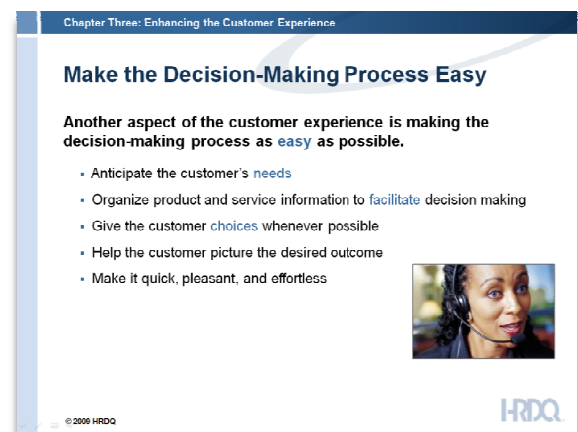 Chapter Three: Enhancing the Customer Experience
Make the Decision-Making Process Easy
Another aspect of the customer experience is making the
decision-making process as easy as possible.
▪ Anticipate the customer's needs
▪ Organize product and service information to facilitate decision making
▪ Give the customer choices whenever possible
▪ Help the customer picture the desired outcome
▪ Make it quick, pleasant, and effortless
© 2009 HRDQ
HRDQ